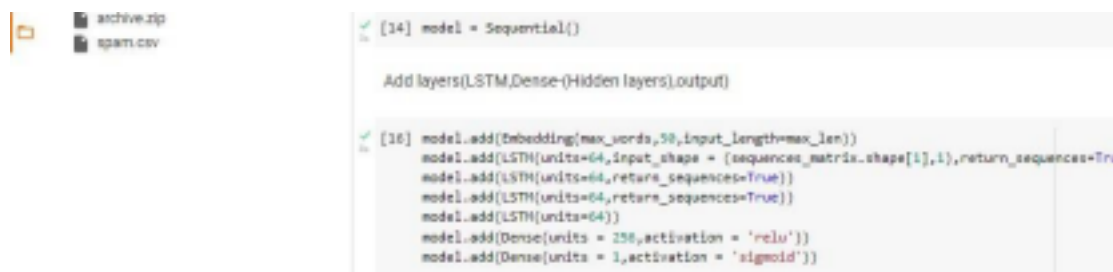 archive.zip
spam.csv
[14] model = Sequential()
Add layers(LSTM,Dense-(Hidden layers),output)
[16] model.add(Embedding(max_words,50,input_length=max_len))
model.add(LSTM(units=64,input_shape = (sequences_matrix.shape[1],1),return_sequences=Tru
model.add(LSTM(units=64,return_sequences=True))
model.add(LSTM(units=64,return_sequences=True))
model.add(LSTM(units=64))
model.add(Dense(units = 256,activation = 'relu'))
model.add(Dense(units = 1,activation = 'sigmoid'))